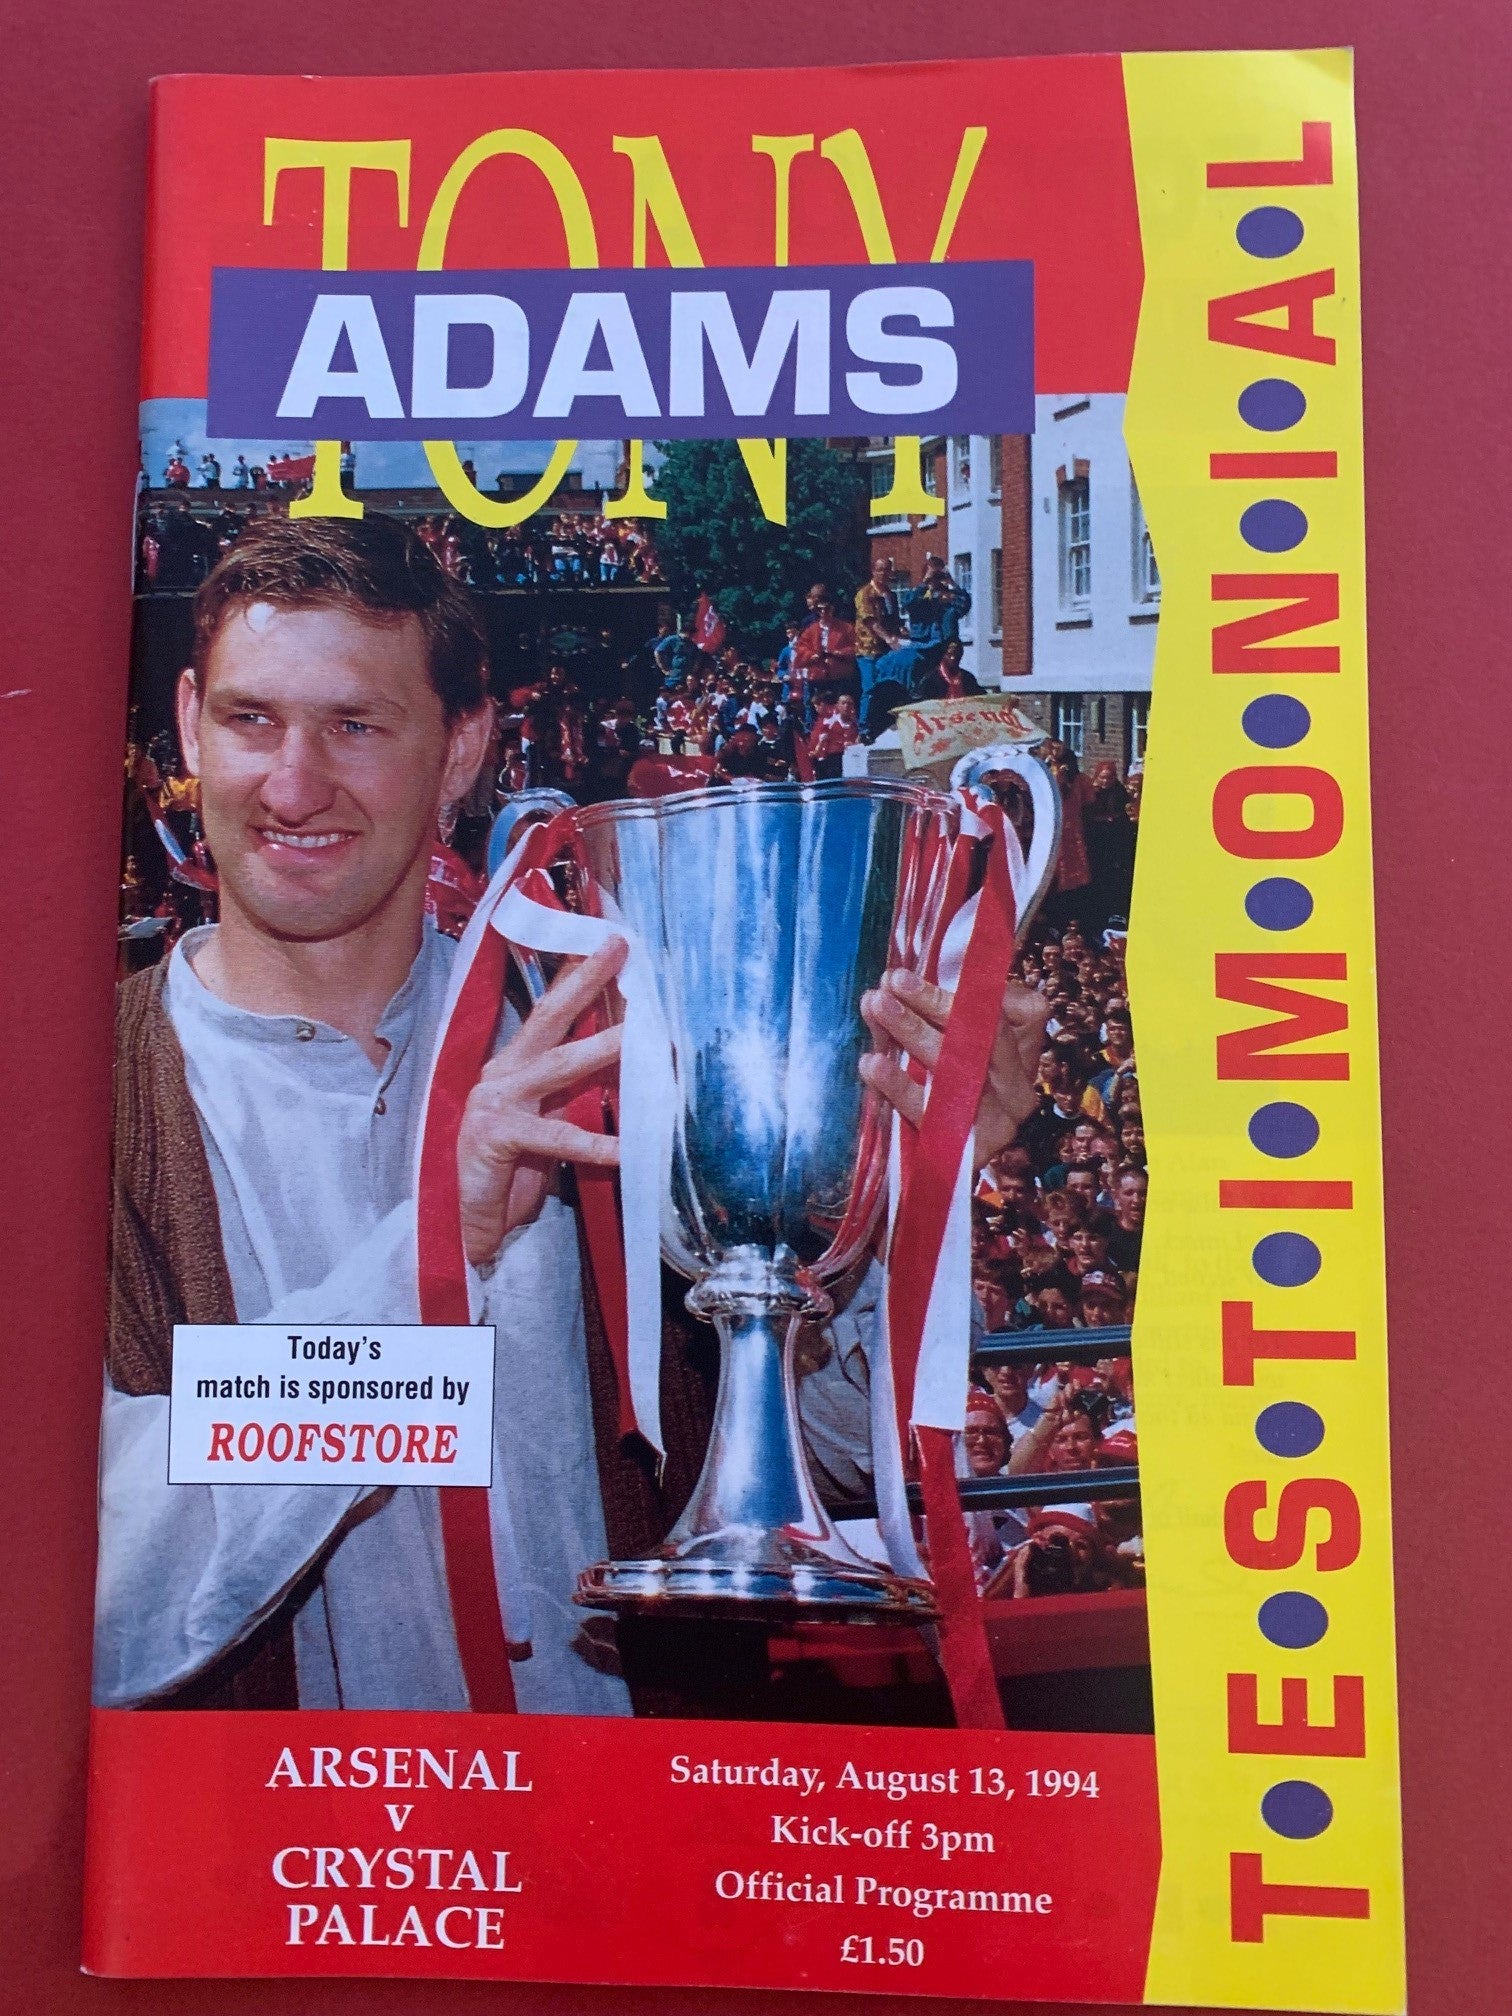 TONY
ADAMS
T•E•S•T•I•M•O•N•I•A•L
Arsenal
Today's
match is sponsored by
ROOFSTORE
ARSENAL
v
CRYSTAL
PALACE
Saturday, August 13, 1994
Kick-off 3pm
Official Programme
£1.50